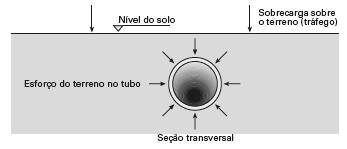 Nível do solo
Sobrecarga sobre
o terreno (tráfego)
Esforço do terreno no tubo
Seção transversal